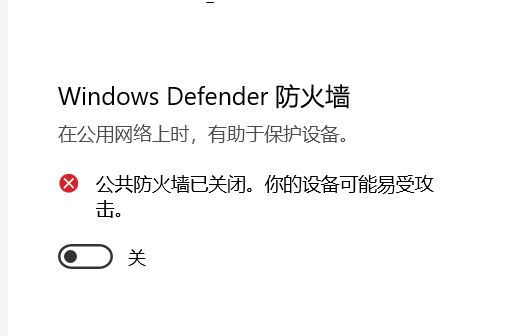 Windows Defender 防火墙
在公用网络上时，有助于保护设备。
公共防火墙已关闭。你的设备可能易受攻
击。
关